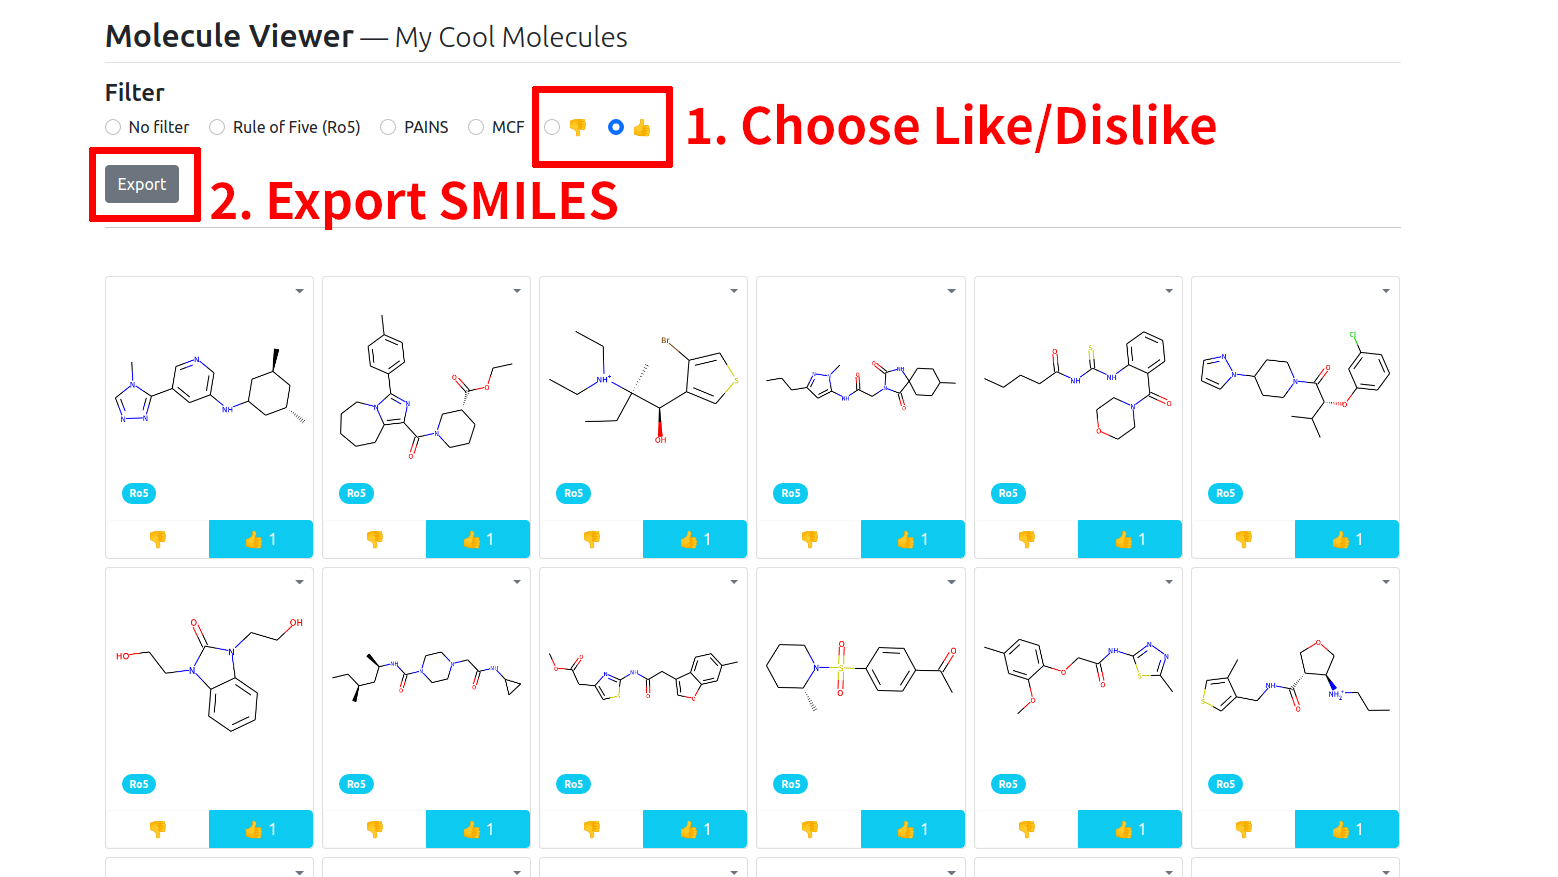 Molecule Viewer — My Cool Molecules
Filter
No filter Rule of Five (Ro5) PAINS MCF 👎 👍 1. Choose Like/Dislike
Export 2. Export SMILES
N N N N NH
N N O N O O
NH+ Br S OH
N N NH O O NH N O
O NH S NH N O O
N N N O O Cl
Ro5 Ro5 Ro5 Ro5 Ro5 Ro5
👎 👍 1 👎 👍 1 👎 👍 1 👎 👍 1 👎 👍 1 👎 👍 1
HO N O N OH
NH O N N O NH
O O N S NH O O
N S O O O
O O O NH S N N
S NH O O NH2+
Ro5 Ro5 Ro5 Ro5 Ro5 Ro5
👎 👍 1 👎 👍 1 👎 👍 1 👎 👍 1 👎 👍 1 👎 👍 1